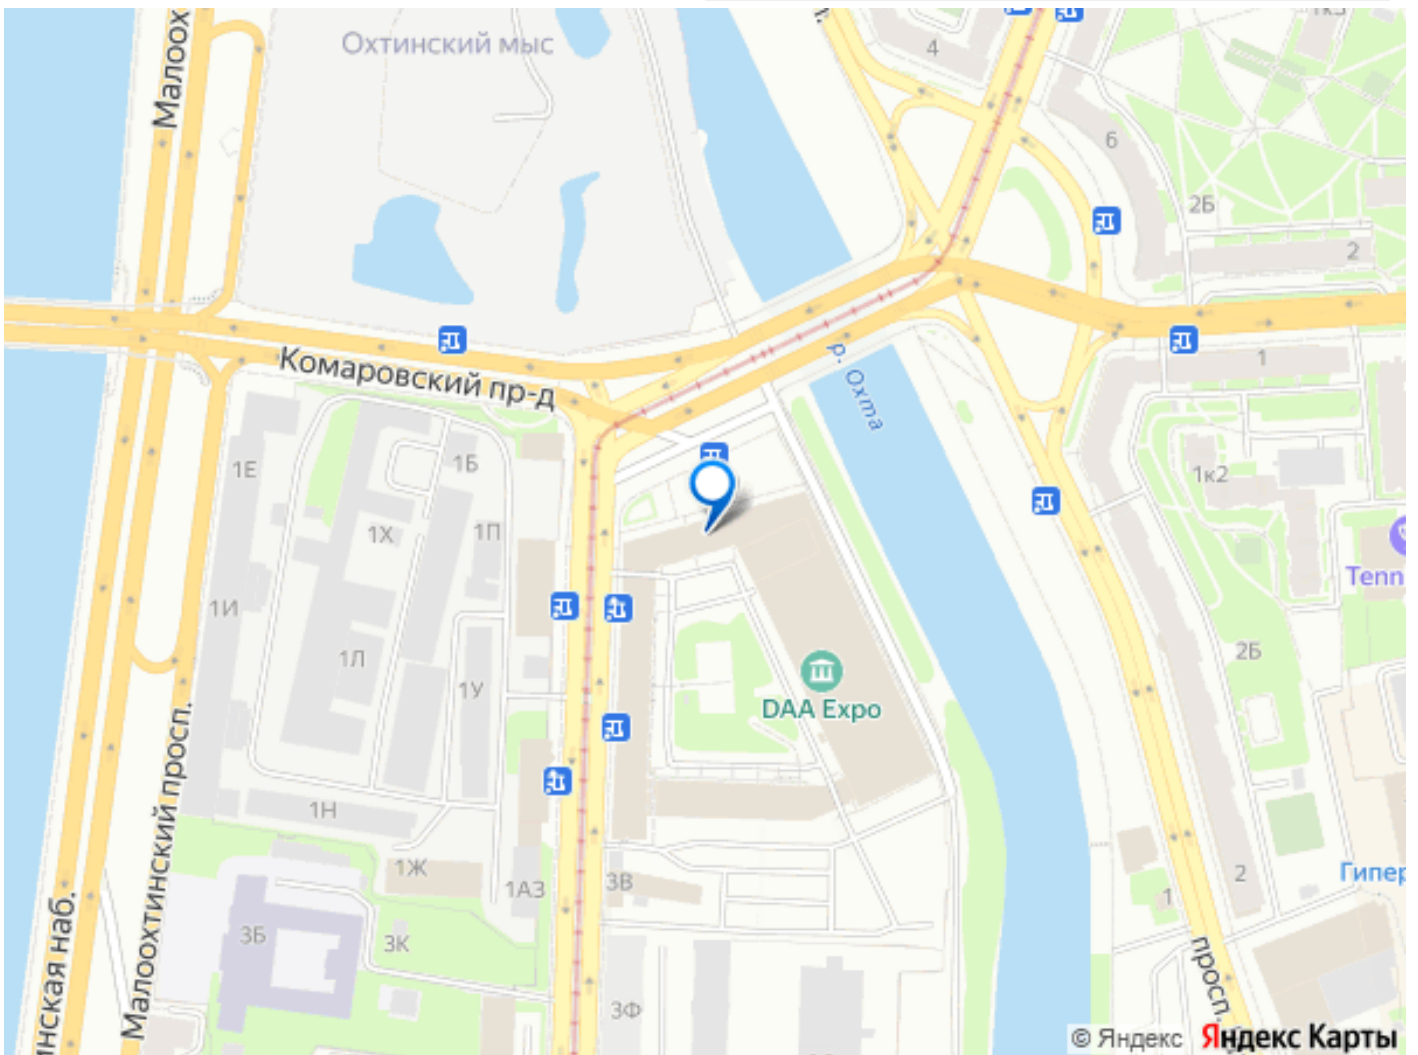 Малоох
Охтинский мыс
4
6
2Б
2
Комаровский пр-д
р. Охта
1
1Е
1Б
1к2
1Х
1П
Tenn
1И
2Б
1Л
1У
DAA Expo
Малоохтинский просп.
1Н
1Ж
1АЗ
3В
2
Гипер
1
инская наб.
3Б
3К
3Ф
просп.
© Яндекс Яндекс Карты